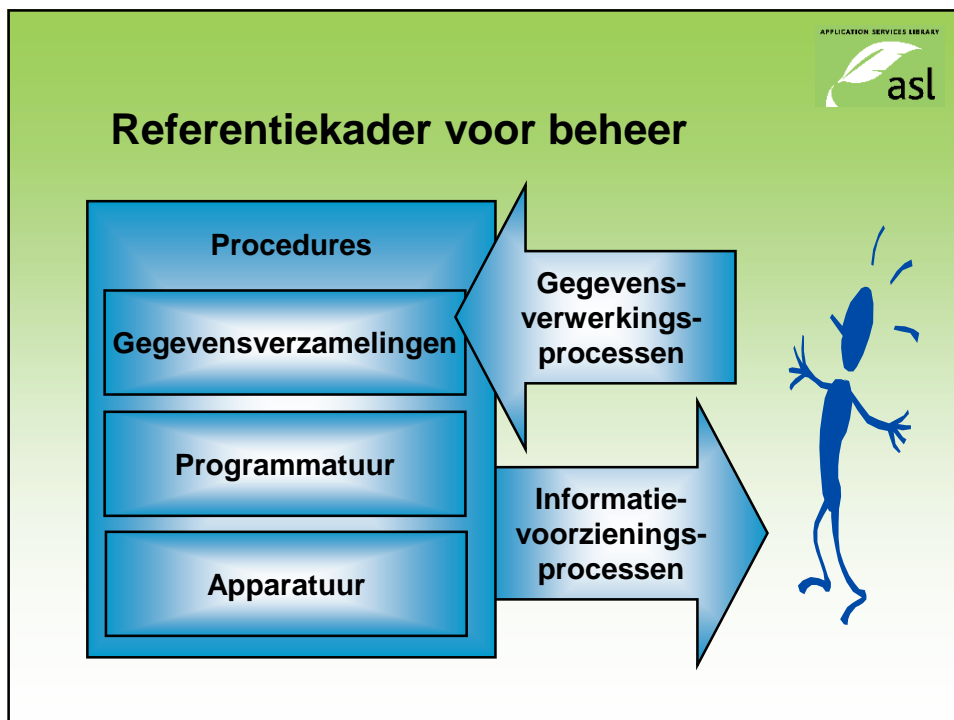 APPLICATION SERVICES LIBRARY
asl
Referentiekader voor beheer
Procedures
Gegevensverzamelingen
Programmatuur
Apparatuur
Gegevens-
verwerkings-
processen
Informatie-
voorzienings-
processen